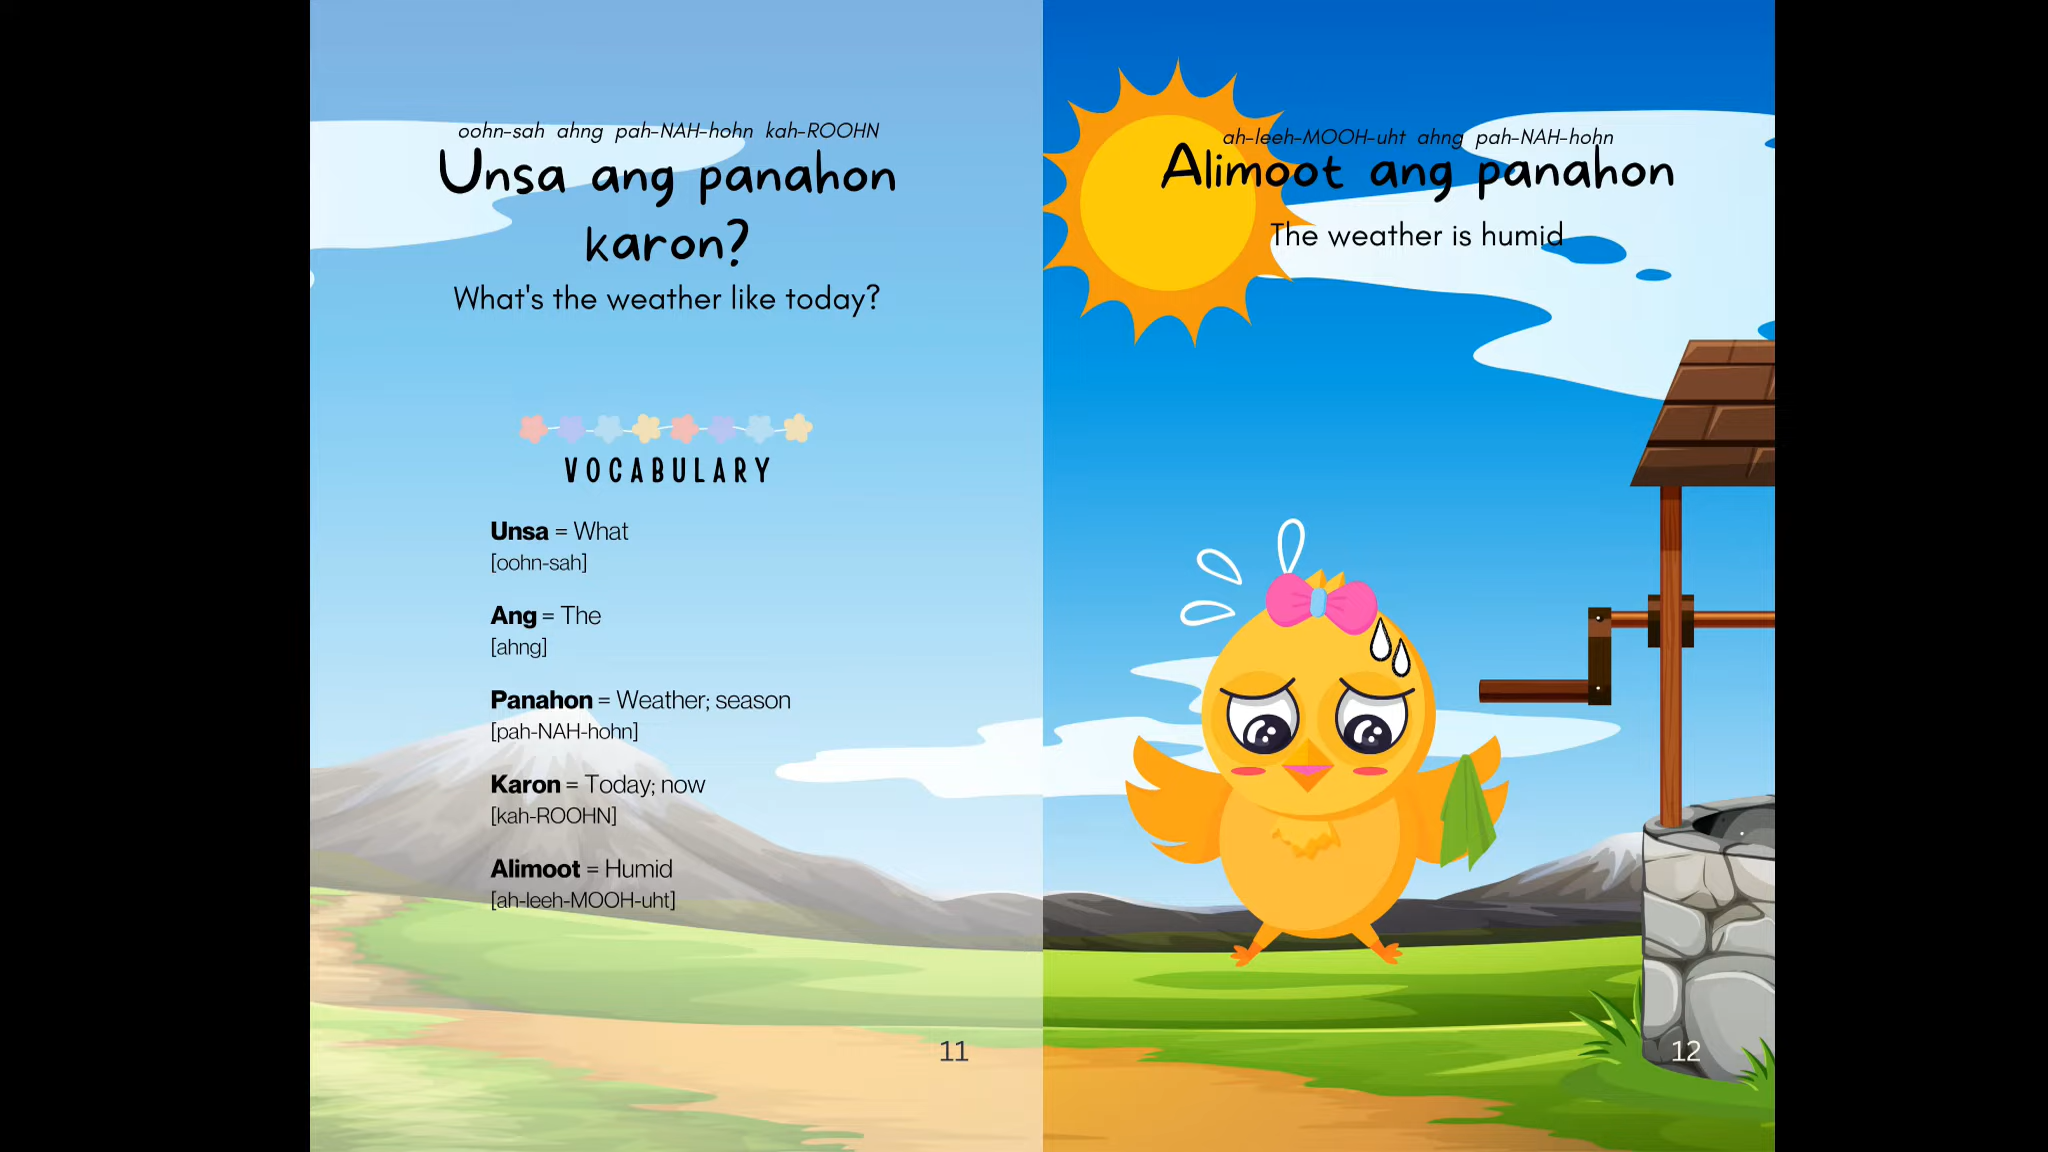 oohn-sah ahng pah-NAH-hohn kah-ROOHN
Unsa ang panahon
karon?
What's the weather like today?
VOCABULARY
Unsa = What
[oohn-sah]
Ang = The
[ahng]
Panahon = Weather; season
[pah-NAH-hohn]
Karon = Today; now
[kah-ROOHN]
Alimoot = Humid
[ah-leeh-MOOH-uht]
11
ah-leeh-MOOH-uht ahng pah-NAH-hohn
Alimoot ang panahon
The weather is humid
12